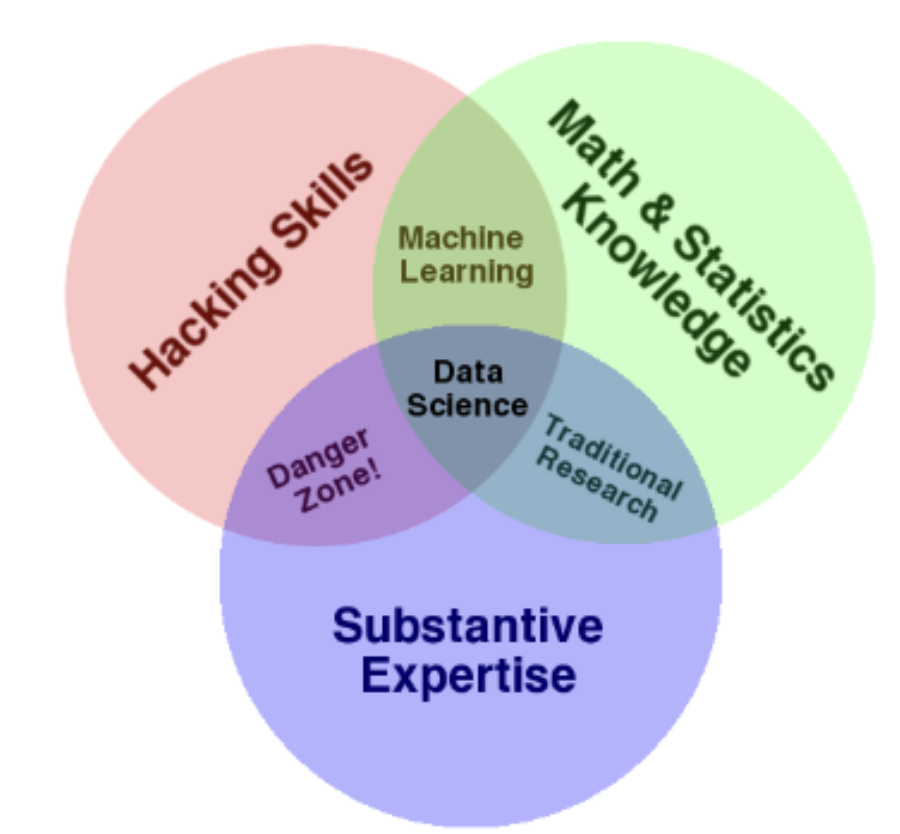 Hacking Skills
Math & Statistics
Knowledge
Machine
Learning
Data
Science
Danger
Zone!
Traditional
Research
Substantive
Expertise